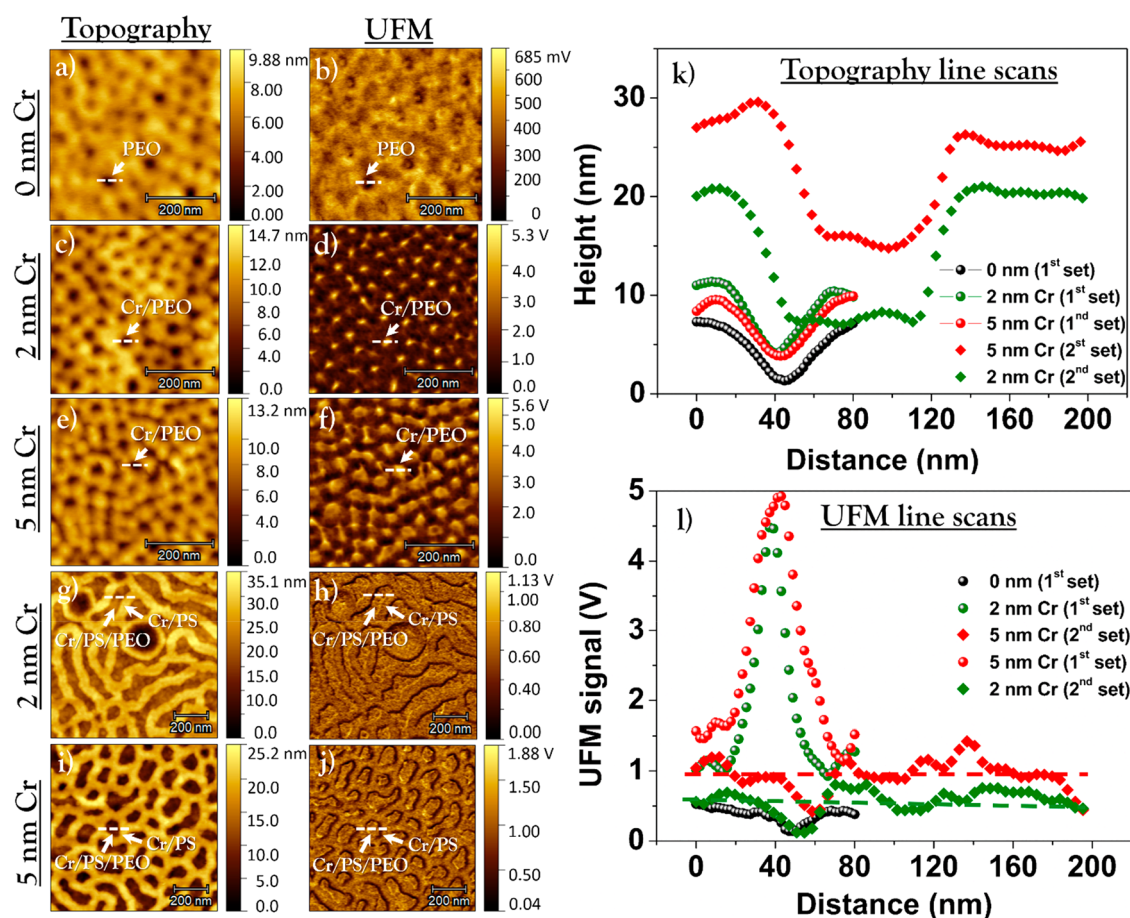 Topography
UFM
0 nm Cr
a)
PEO
200 nm
9.88 nm
8.00
6.00
4.00
2.00
0.00
b)
PEO
200 nm
685 mV
600
500
400
300
200
0
2 nm Cr
c)
Cr/PEO
200 nm
14.7 nm
12.0
10.0
8.0
6.0
4.0
0.0
d)
Cr/PEO
200 nm
5.3 V
4.0
3.0
2.0
1.0
0.0
5 nm Cr
e)
Cr/PEO
200 nm
13.2 nm
10.0
8.0
6.0
4.0
0.0
f)
Cr/PEO
200 nm
5.6 V
5.0
4.0
3.0
2.0
0.0
2 nm Cr
g)
Cr/PS
Cr/PS/PEO
200 nm
35.1 nm
30.0
25.0
20.0
15.0
10.0
0.0
h)
Cr/PS
Cr/PS/PEO
200 nm
1.13 V
1.00
0.80
0.60
0.40
0.00
5 nm Cr
i)
Cr/PS
Cr/PS/PEO
200 nm
25.2 nm
20.0
15.0
10.0
5.0
0.0
j)
Cr/PS
Cr/PS/PEO
200 nm
1.88 V
1.50
1.00
0.50
0.04
k)
Topography line scans
Height (nm)
30
20
10
0
0 nm (1st set)
2 nm Cr (1st set)
5 nm Cr (1nd set)
5 nm Cr (2st set)
2 nm Cr (2nd set)
0 40 80 120 160 200
Distance (nm)
l)
UFM line scans
UFM signal (V)
5
4
3
2
1
0
0 nm (1st set)
2 nm Cr (1st set)
5 nm Cr (2nd set)
5 nm Cr (1st set)
2 nm Cr (2nd set)
0 40 80 120 160 200
Distance (nm)